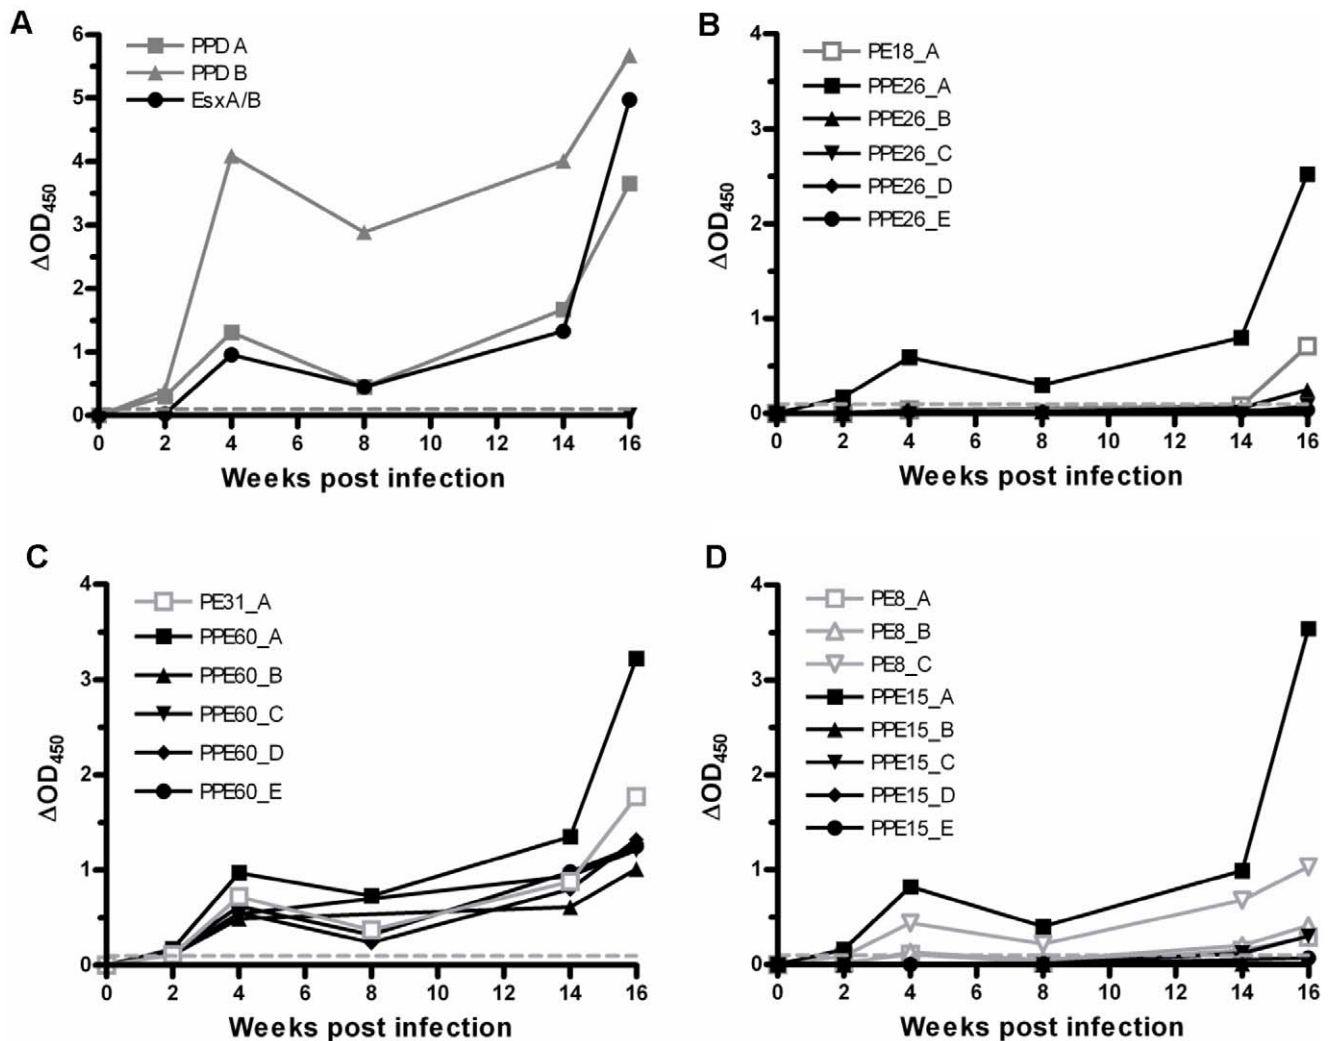 A
PPD A
PPD B
EsxA/B
6
5
4
3
2
1
0
ΔOD450
0 2 4 6 8 10 12 14 16
Weeks post infection
B
PE18_A
PPE26_A
PPE26_B
PPE26_C
PPE26_D
PPE26_E
4
3
2
1
0
ΔOD450
0 2 4 6 8 10 12 14 16
Weeks post infection
C
PE31_A
PPE60_A
PPE60_B
PPE60_C
PPE60_D
PPE60_E
4
3
2
1
0
ΔOD450
0 2 4 6 8 10 12 14 16
Weeks post infection
D
PE8_A
PE8_B
PE8_C
PPE15_A
PPE15_B
PPE15_C
PPE15_D
PPE15_E
4
3
2
1
0
ΔOD450
0 2 4 6 8 10 12 14 16
Weeks post infection